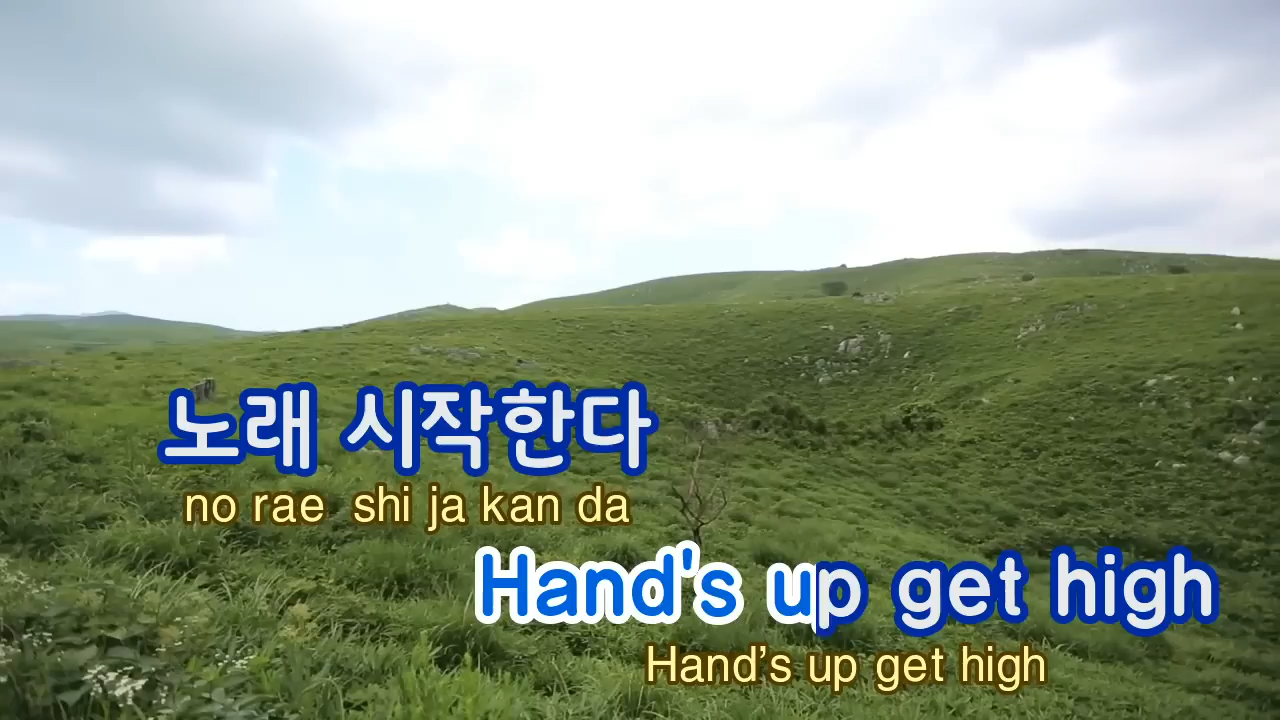 노래 시작한다
no rae shi ja kan da
Hand's up get high
Hand’s up get high